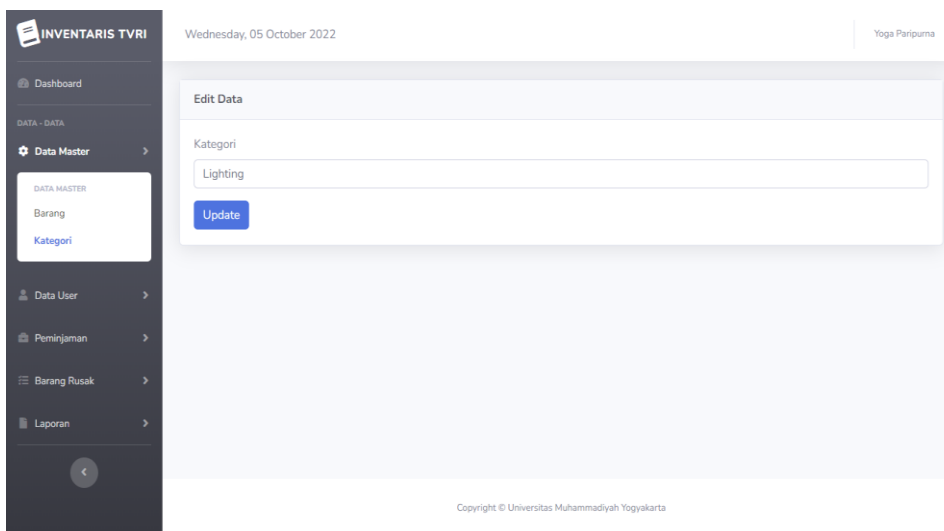 INVENTARIS TVRI
Dashboard
DATA - DATA
Data Master
DATA MASTER
Barang
Kategori
Data User
Peminjaman
Barang Rusak
Laporan
Wednesday, 05 October 2022
Yoga Paripurna
Edit Data
Kategori
Lighting
Update
Copyright © Universitas Muhammadiyah Yogyakarta